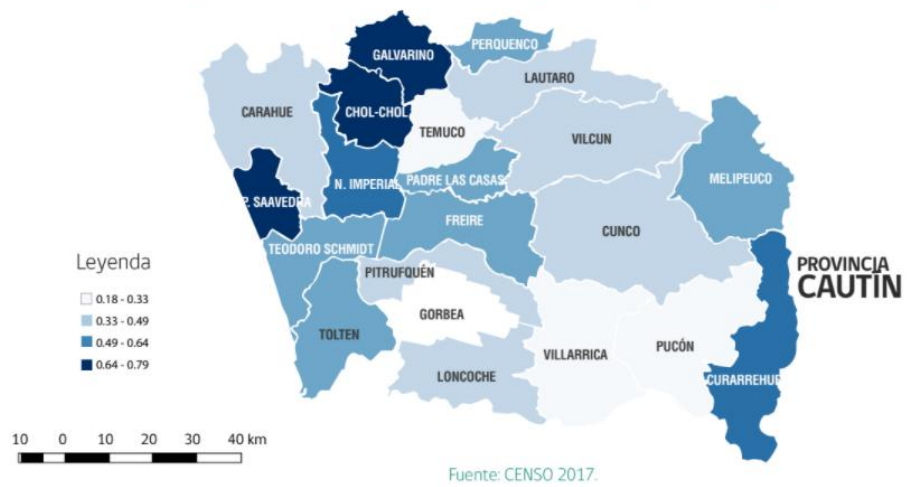 GALVARINO
PERQUENCO
LAUTARO
CARAHUE
CHOL-CHOL
TEMUCO
VILCUN
N. IMPERIAL
PADRE LAS CASAS
MELIPEUCO
P. SAAVEDRA
FREIRE
CUNCO
TEODORO SCHMIDT
PROVINCIA
CAUTÍN
PITRUFQUÉN
GORBEA
TOLTEN
VILLARRICA
PUCÓN
LONCOCHE
CURARREHUE
Leyenda
0.18 - 0.33
0.33 - 0.49
0.49 - 0.64
0.64 - 0.79
10 0 10 20 30 40 km
Fuente: CENSO 2017.